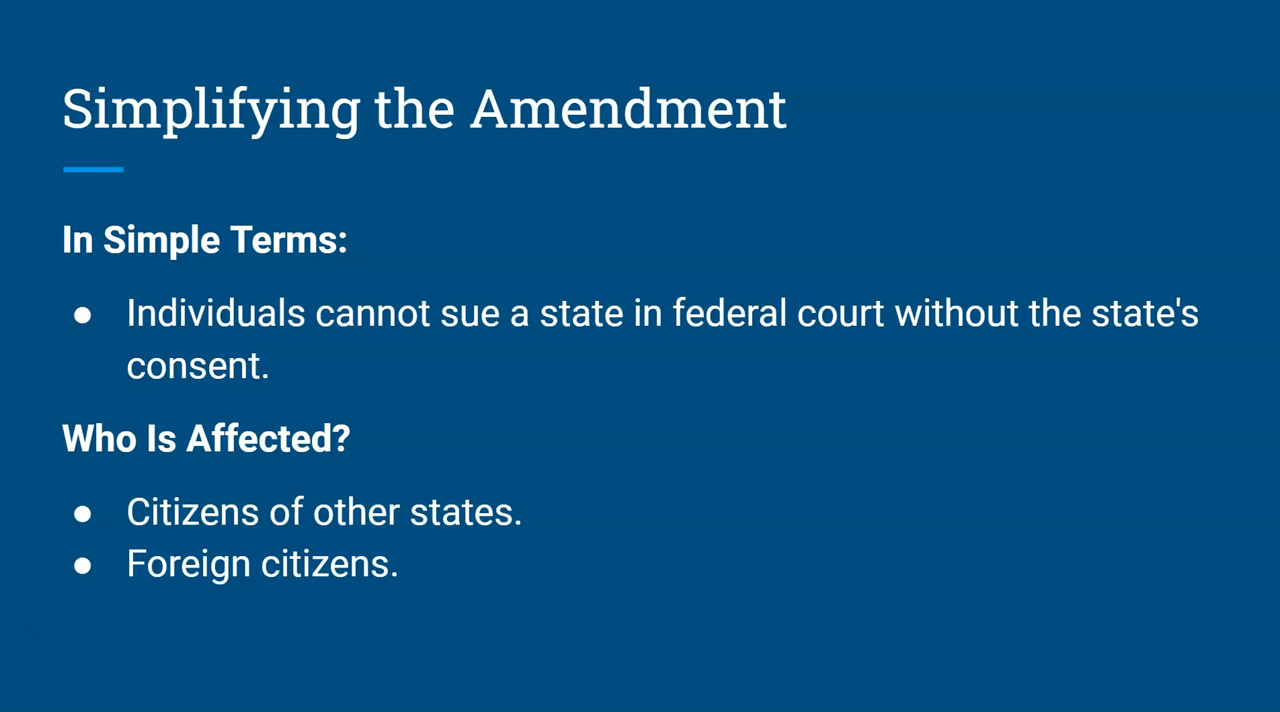 Simplifying the Amendment
In Simple Terms:
● Individuals cannot sue a state in federal court without the state's
consent.
Who Is Affected?
● Citizens of other states.
● Foreign citizens.